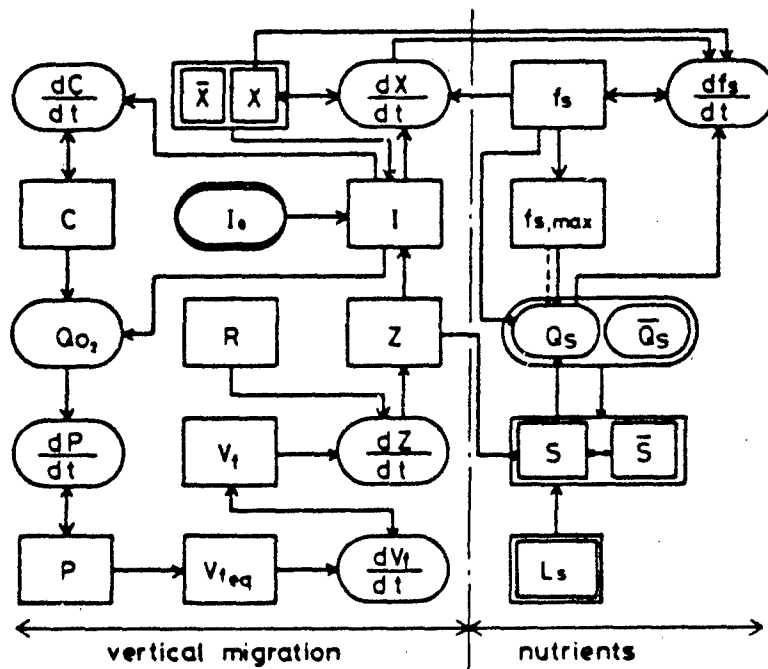 dC
dt
X̄ X
dX
dt
fs
dfs
dt
C
I₀
I
fs,max
QO₂
R
Z
Qs
Q̄s
dP
dt
Vf
dZ
dt
S
S̄
P
Vfeq
dVf
dt
Ls
vertical migration
nutrients